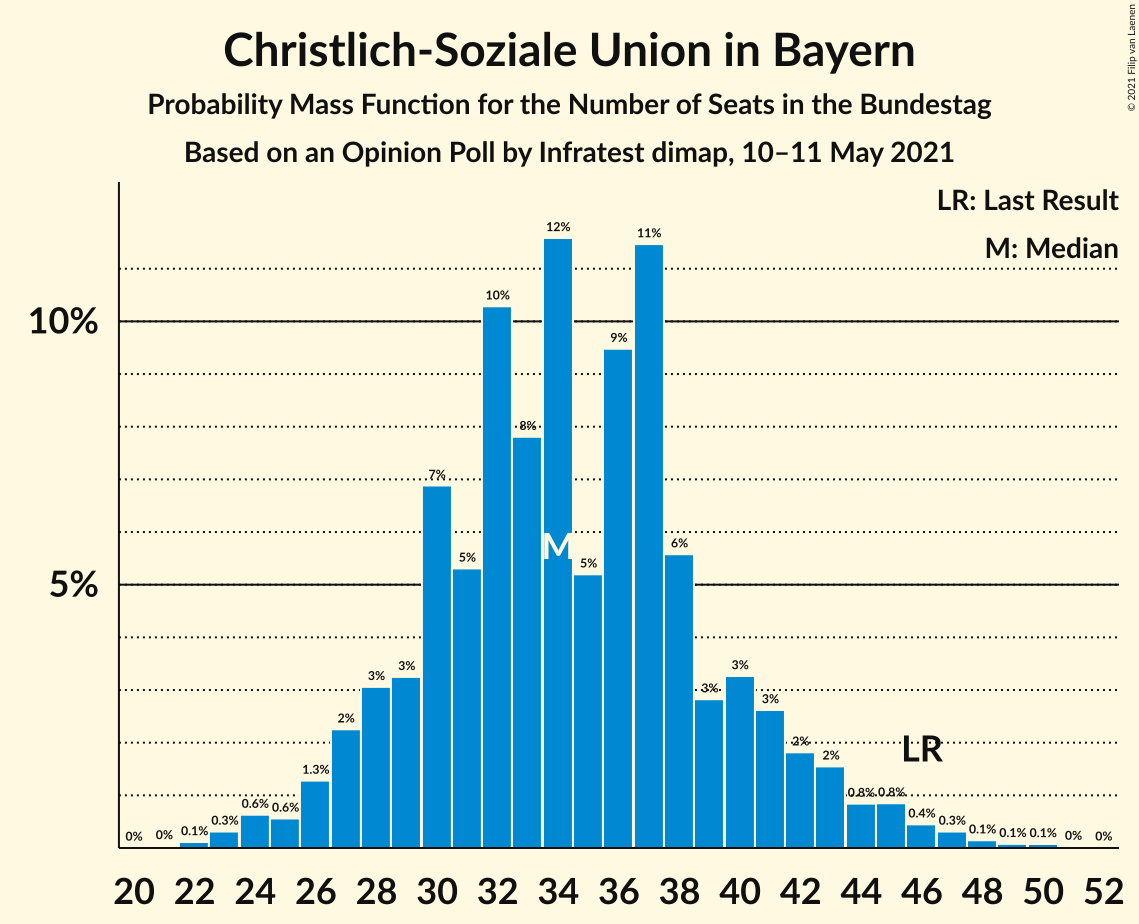 Christlich-Soziale Union in Bayern
Probability Mass Function for the Number of Seats in the Bundestag
Based on an Opinion Poll by Infratest dimap, 10–11 May 2021
© 2021 Filip van Laenen
LR: Last Result
M: Median
10%
5%
0% 0% 0.1% 0.3% 0.6% 0.6% 1.3% 2% 3% 3% 7% 5% 10% 8% 12% 5% 9% 11% 6% 3% 3% 3% 2% 2% 0.8% 0.8% 0.4% 0.3% 0.1% 0.1% 0.1% 0% 0%
M
LR
20 22 24 26 28 30 32 34 36 38 40 42 44 46 48 50 52